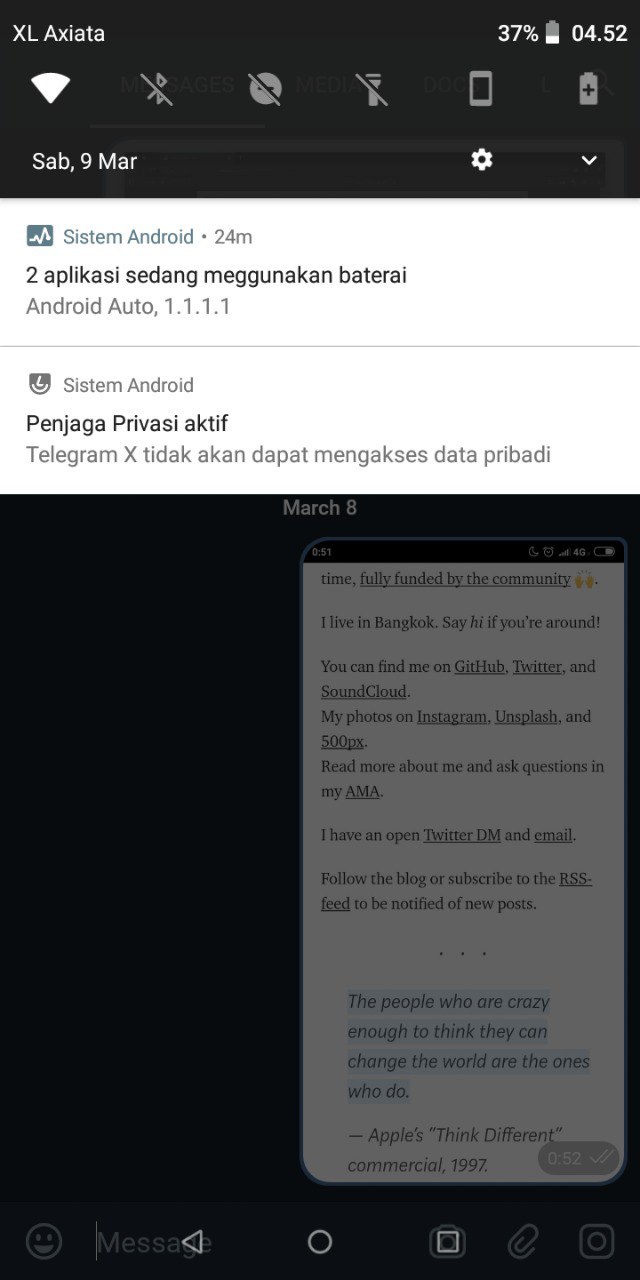 XL Axiata
37% 04.52
MESSAGES MEDIA DOCS L
Sab, 9 Mar
Sistem Android • 24m
2 aplikasi sedang meggunakan baterai
Android Auto, 1.1.1.1
Sistem Android
Penjaga Privasi aktif
Telegram X tidak akan dapat mengakses data pribadi
March 8
0:51 4G
time, fully funded by the community 🙌.
I live in Bangkok. Say hi if you're around!
You can find me on GitHub, Twitter, and
SoundCloud.
My photos on Instagram, Unsplash, and
500px.
Read more about me and ask questions in
my AMA.
I have an open Twitter DM and email.
Follow the blog or subscribe to the RSS-
feed to be notified of new posts.
. . .
The people who are crazy
enough to think they can
change the world are the ones
who do.
— Apple's "Think Different"
commercial, 1997.
0:52
Message